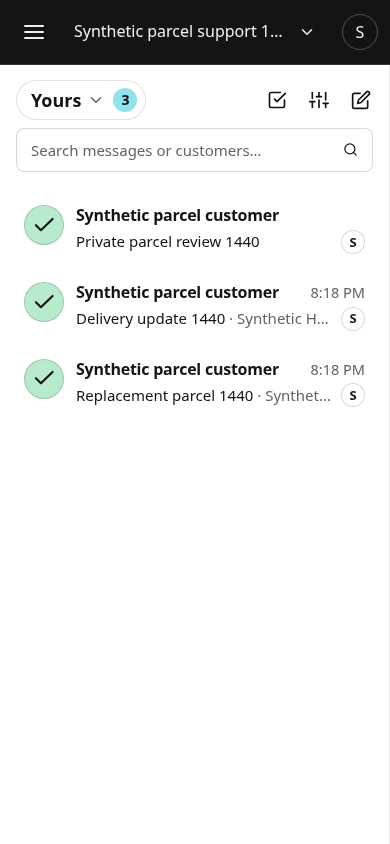 Synthetic parcel support 1...
S
Yours
3
Search messages or customers...
Synthetic parcel customer
Private parcel review 1440
S
Synthetic parcel customer 8:18 PM
Delivery update 1440 · Synthetic H...
S
Synthetic parcel customer 8:18 PM
Replacement parcel 1440 · Synthet...
S